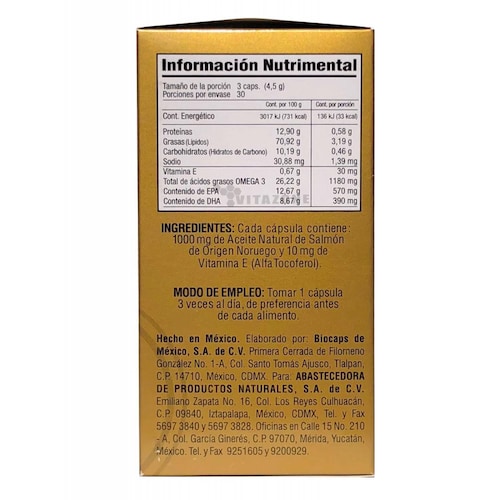 Información Nutrimental
Tamaño de la porción 3 caps. (4,5 g)
Porciones por envase 30
Cont. por 100 g Cont. por porción
Cont. Energético 3017 kJ (731 kcal) 136 kJ (33 kcal)
Proteínas 12,90 g 0,58 g
Grasas (Lípidos) 70,92 g 3,19 g
Carbohidratos (Hidratos de Carbono) 10,19 g 0,46 g
Sodio 30,88 mg 1,39 mg
Vitamina E 0,67 g 30 mg
Total de ácidos grasos OMEGA 3 26,22 g 1180 mg
Contenido de EPA 12,67 g 570 mg
Contenido de DHA 8,67 g 390 mg
INGREDIENTES: Cada cápsula contiene:
1000 mg de Aceite Natural de Salmón
de Origen Noruego y 10 mg de
Vitamina E (Alfa Tocoferol).
MODO DE EMPLEO: Tomar 1 cápsula
3 veces al día, de preferencia antes
de cada alimento.
Hecho en México. Elaborado por: Biocaps de
México, S.A. de C.V. Primera Cerrada de Filomeno
González No. 1-A, Col. Santo Tomás Ajusco, Tlalpan,
C.P. 14710, México, CDMX. Para: ABASTECEDORA
DE PRODUCTOS NATURALES, S.A. de C.V.
Emiliano Zapata No. 16, Col. Los Reyes Culhuacán,
C.P. 09840, Iztapalapa, México, CDMX, Tel. y Fax
5697 3840 y 5697 3828. Oficinas en Calle 15 No. 210
- A, Col. García Ginerés, C.P. 97070, Mérida, Yucatán,
México. Tel. y Fax 9251605 y 9200929.